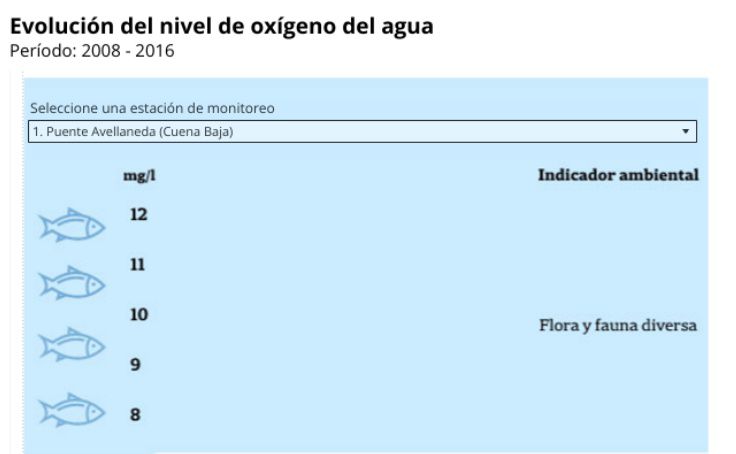 Evolución del nivel de oxígeno del agua
Período: 2008 - 2016
Seleccione una estación de monitoreo
1. Puente Avellaneda (Cuena Baja)
mg/l
Indicador ambiental
12
11
10
Flora y fauna diversa
9
8